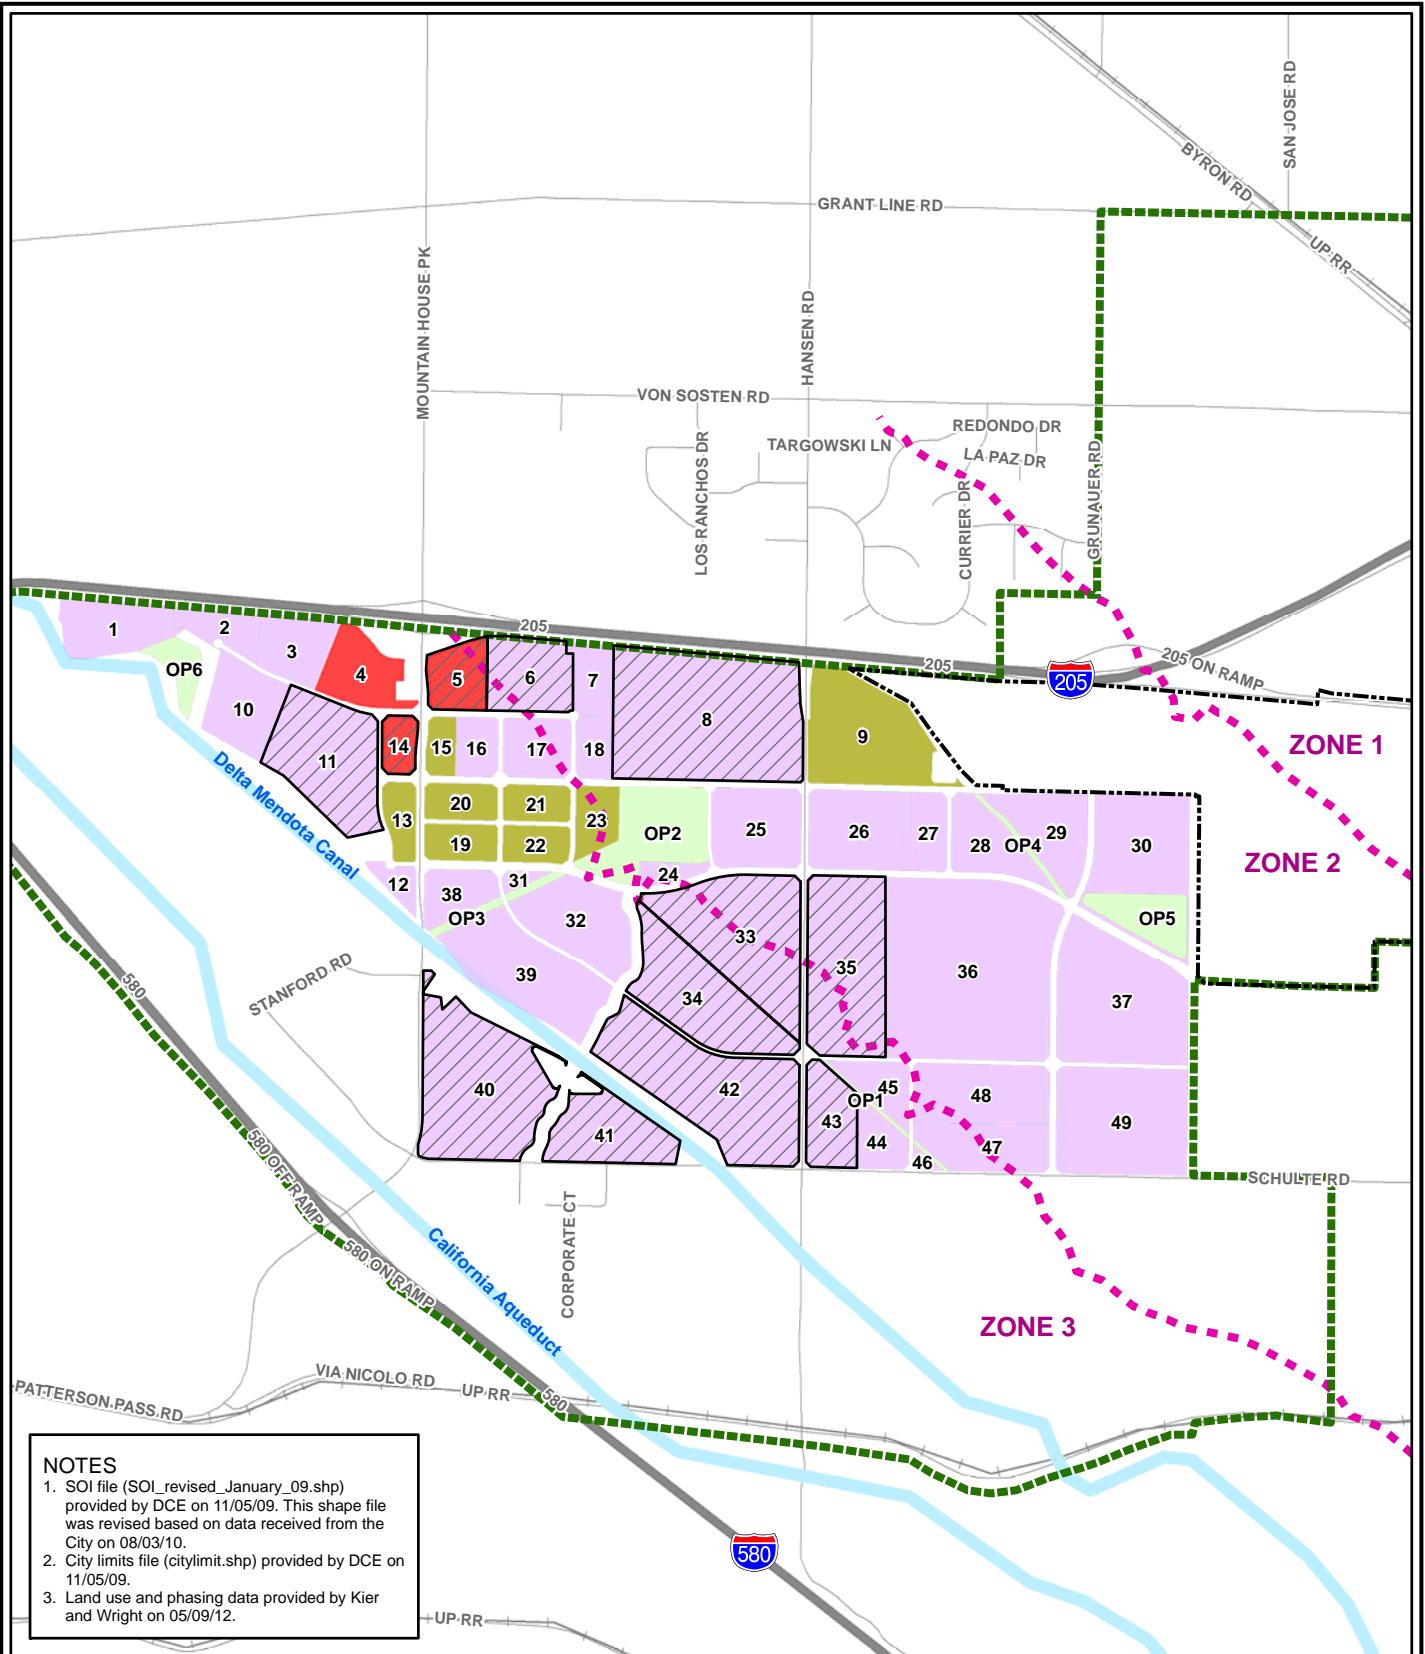 SAN JOSE RD
BYRON RD
GRANT LINE RD
UP RR
MOUNTAIN HOUSE PK
HANSEN RD
VON SOSTEN RD
REDONDO DR
TARGOWSKI LN
LA PAZ DR
LOS RANCHOS DR
CURRIER DR
GRUNAUER RD
205
205
205
205 ON RAMP
1
2
3
OP6
4
5
6
7
8
9
10
11
14
15
16
17
18
ZONE 1
Delta Mendota Canal
13
20
21
23
19
22
OP2
25
26
27
28
OP4
29
30
ZONE 2
12
38
31
24
OP3
32
33
OP5
39
34
35
36
37
STANFORD RD
580
40
41
42
43
OP1
45
44
46
48
47
49
SCHULTE RD
580 OFF RAMP
580 ON RAMP
CORPORATE CT
California Aqueduct
ZONE 3
PATTERSON PASS RD
VIA NICOLO RD
UP RR
580
580
NOTES
1. SOI file (SOI_revised_January_09.shp)
provided by DCE on 11/05/09. This shape file
was revised based on data received from the
City on 08/03/10.
2. City limits file (citylimit.shp) provided by DCE on
11/05/09.
3. Land use and phasing data provided by Kier
and Wright on 05/09/12.
UP RR